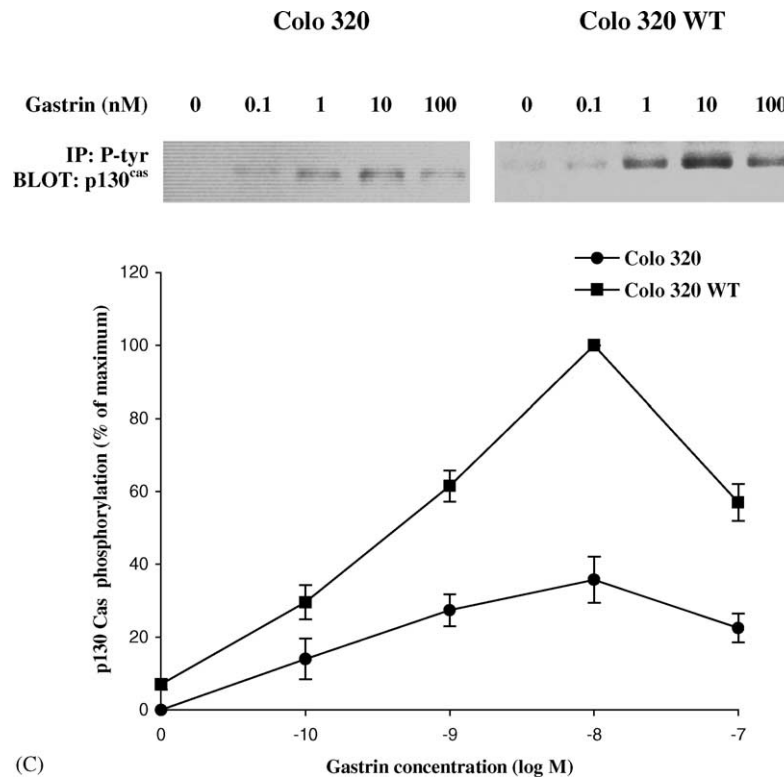 Colo 320 Colo 320 WT
Gastrin (nM) 0 0.1 1 10 100 0 0.1 1 10 100
IP: P-tyr
BLOT: p130cas
120
Colo 320
Colo 320 WT
100
80
60
40
20
0
p130 Cas phosphorylation (% of maximum)
0 -10 -9 -8 -7
(C) Gastrin concentration (log M)